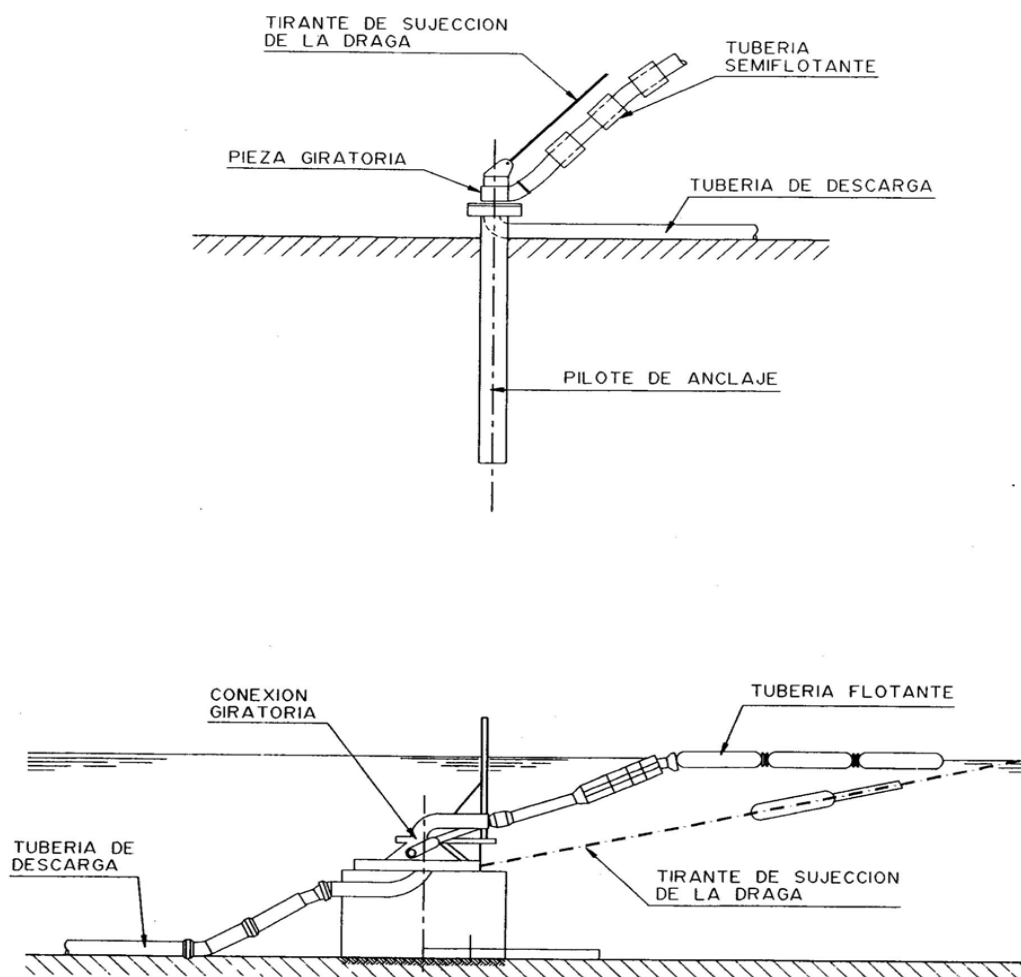 TIRANTE DE SUJECCION
DE LA DRAGA
TUBERIA
SEMIFLOTANTE
PIEZA GIRATORIA
TUBERIA DE DESCARGA
PILOTE DE ANCLAJE
CONEXION
GIRATORIA
TUBERIA FLOTANTE
TUBERIA DE
DESCARGA
TIRANTE DE SUJECCION
DE LA DRAGA